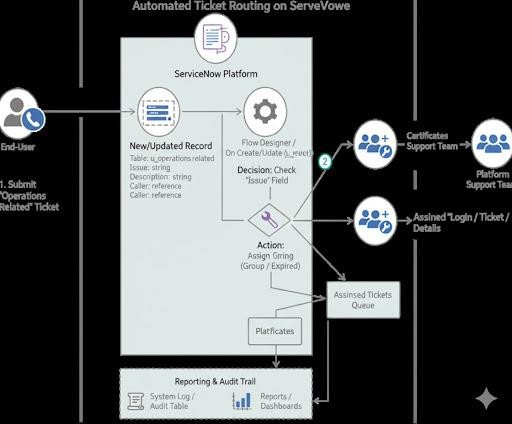 Automated Ticket Routing on ServeVowe
ServiceNow Platform
End-User
1. Submit
"Operations
Related" Ticket
New/Updated Record
Table: u_operations related
Issue: string
Description: string
Caller: reference
Caller: reference
Flow Designer /
On Create/Udate
Decision: Check
"Issue" Field
2
Action:
Assign Gring
(Group / Expired)
Certificates
Support Team
Platform
Support Team
Assined "Login / Ticket /
Details
Assinsed Tickets
Queue
Platficates
Reporting & Audit Trail
System Log /
Audit Table
Reports /
Dashboards